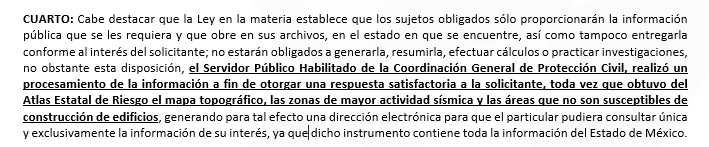 CUARTO: Cabe destacar que la Ley en la materia establece que los sujetos obligados sólo proporcionarán la información
pública que se les requiera y que obre en sus archivos, en el estado en que se encuentre, así como tampoco entregarla
conforme al interés del solicitante; no estarán obligados a generarla, resumirla, efectuar cálculos o practicar investigaciones,
no obstante esta disposición, el Servidor Público Habilitado de la Coordinación General de Protección Civil, realizó un
procesamiento de la información a fin de otorgar una respuesta satisfactoria a la solicitante, toda vez que obtuvo del
Atlas Estatal de Riesgo el mapa topográfico, las zonas de mayor actividad sísmica y las áreas que no son susceptibles de
construcción de edificios, generando para tal efecto una dirección electrónica para que el particular pudiera consultar única
y exclusivamente la información de su interés, ya que dicho instrumento contiene toda la información del Estado de México.